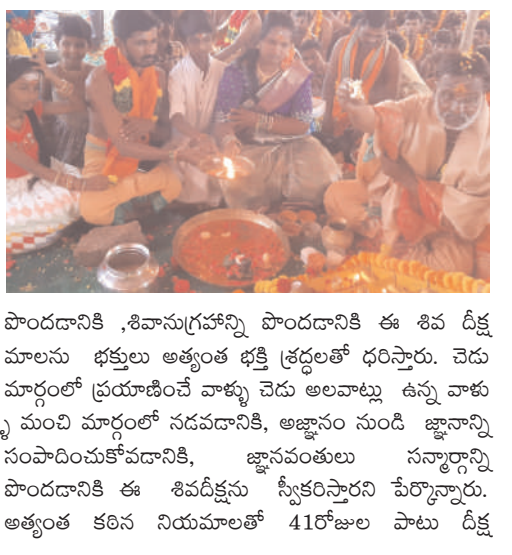 పొందడానికి ,శివానుగ్రహాన్ని పొందడానికి ఈ శివ దీక్ష
మాలను భక్తులు అత్యంత భక్తి శ్రద్ధలతో ధరిస్తారు. చెడు
మార్గంలో ప్రయాణించే వాళ్ళు చెడు అలవాట్లు ఉన్న వాళు
్ళ మంచి మార్గంలో నడవడానికి, అజ్ఞానం నుండి జ్ఞానాన్ని
సంపాదించుకోవడానికి, జ్ఞానవంతులు సన్మార్గాన్ని
పొందడానికి ఈ శివదీక్షను స్వీకరిస్తారని పేర్కొన్నారు.
అత్యంత కఠిన నియమాలతో 41రోజుల పాటు దీక్ష